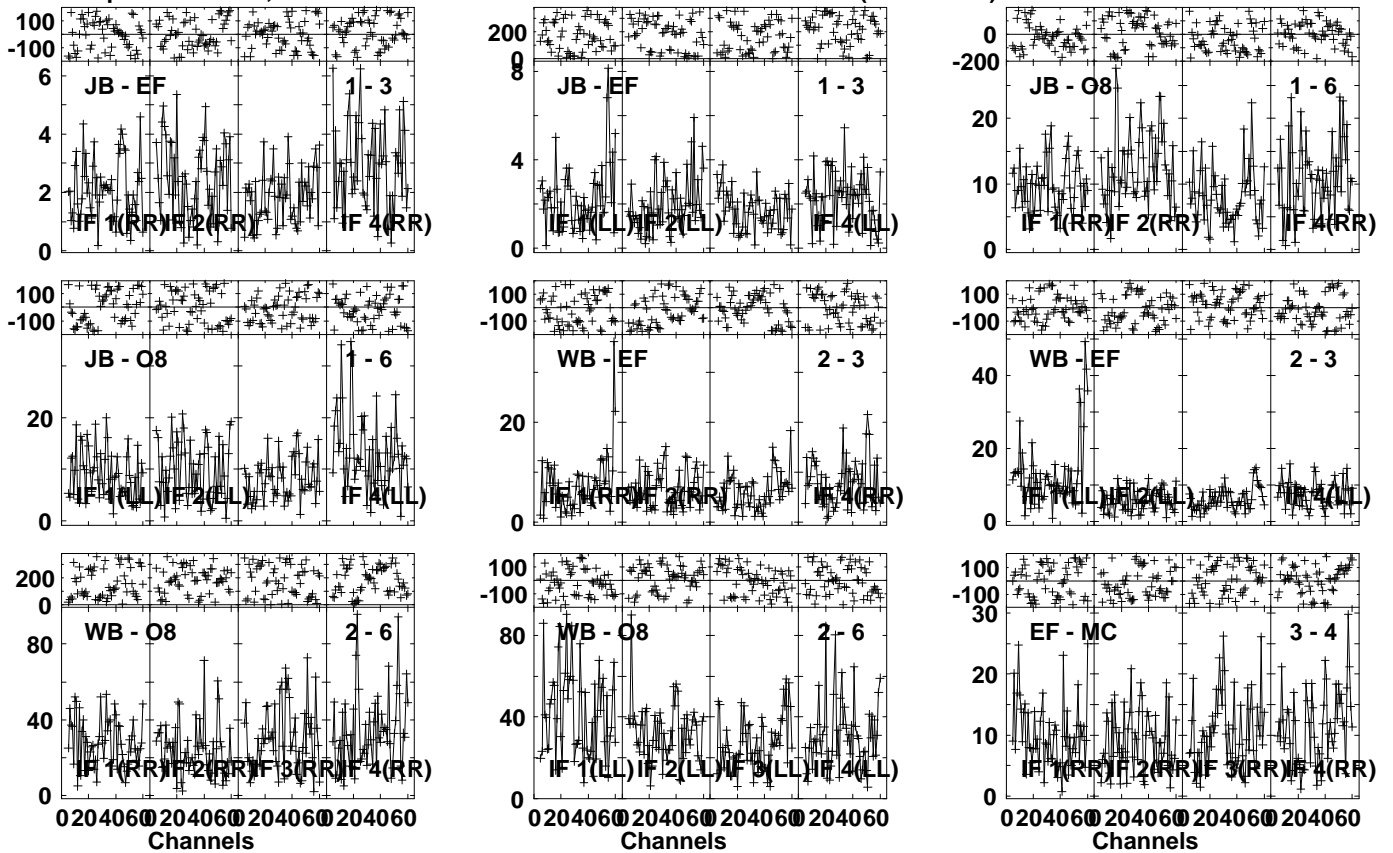 100
-100
6
4
2
0
JB - EF 1 - 3
IF 1(RR) IF 2(RR) IF 4(RR)
200
0
8
4
0
JB - EF 1 - 3
IF 1(LL) IF 2(LL) IF 4(LL)
0
-200
20
10
0
JB - O8 1 - 6
IF 1(RR) IF 2(RR) IF 4(RR)
100
-100
20
0
JB - O8 1 - 6
IF 1(LL) IF 2(LL) IF 4(LL)
100
-100
20
0
WB - EF 2 - 3
IF 1(RR) IF 2(RR) IF 4(RR)
100
-100
40
20
0
WB - EF 2 - 3
IF 1(LL) IF 2(LL) IF 4(LL)
200
0
80
40
0
WB - O8 2 - 6
IF 1(RR) IF 2(RR) IF 3(RR) IF 4(RR)
0 20 40 60 0 20 40 60 0 20 40 60 0 20 40 60
Channels
100
-100
80
40
0
WB - O8 2 - 6
IF 1(LL) IF 2(LL) IF 3(LL) IF 4(LL)
0 20 40 60 0 20 40 60 0 20 40 60 0 20 40 60
Channels
100
-100
30
20
10
0
EF - MC 3 - 4
IF 1(RR) IF 2(RR) IF 3(RR) IF 4(RR)
0 20 40 60 0 20 40 60 0 20 40 60 0 20 40 60
Channels